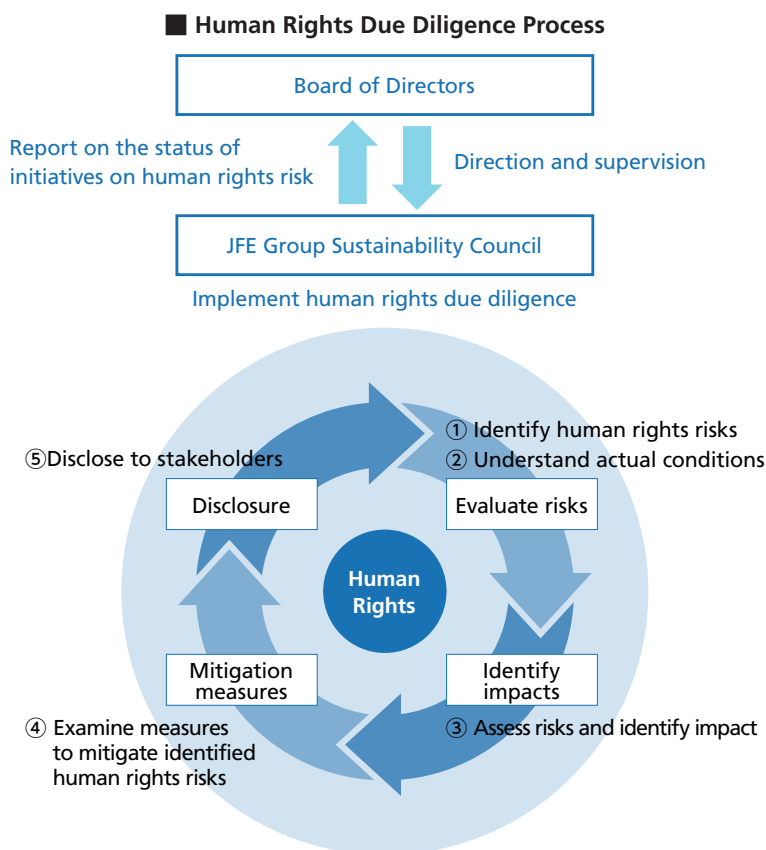 ■ Human Rights Due Diligence Process
Board of Directors
Report on the status of
initiatives on human rights risk
Direction and supervision
JFE Group Sustainability Council
Implement human rights due diligence
① Identify human rights risks
② Understand actual conditions
Evaluate risks
⑤Disclose to stakeholders
Disclosure
Human
Rights
Identify
impacts
③ Assess risks and identify impact
Mitigation
measures
④ Examine measures
to mitigate identified
human rights risks